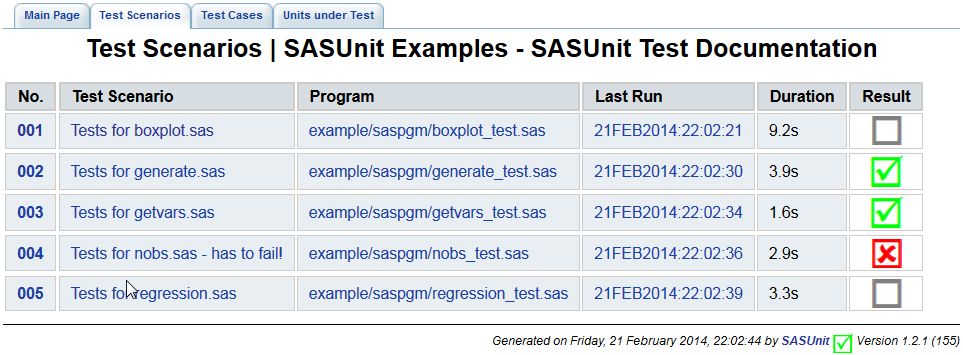 Main Page Test Scenarios Test Cases Units under Test
Test Scenarios | SASUnit Examples - SASUnit Test Documentation
No. Test Scenario Program Last Run Duration Result
001 Tests for boxplot.sas example/saspgm/boxplot_test.sas 21FEB2014:22:02:21 9.2s
002 Tests for generate.sas example/saspgm/generate_test.sas 21FEB2014:22:02:30 3.9s
003 Tests for getvars.sas example/saspgm/getvars_test.sas 21FEB2014:22:02:34 1.6s
004 Tests for nobs.sas - has to fail! example/saspgm/nobs_test.sas 21FEB2014:22:02:36 2.9s
005 Tests for regression.sas example/saspgm/regression_test.sas 21FEB2014:22:02:39 3.3s
Generated on Friday, 21 February 2014, 22:02:44 by SASUnit Version 1.2.1 (155)